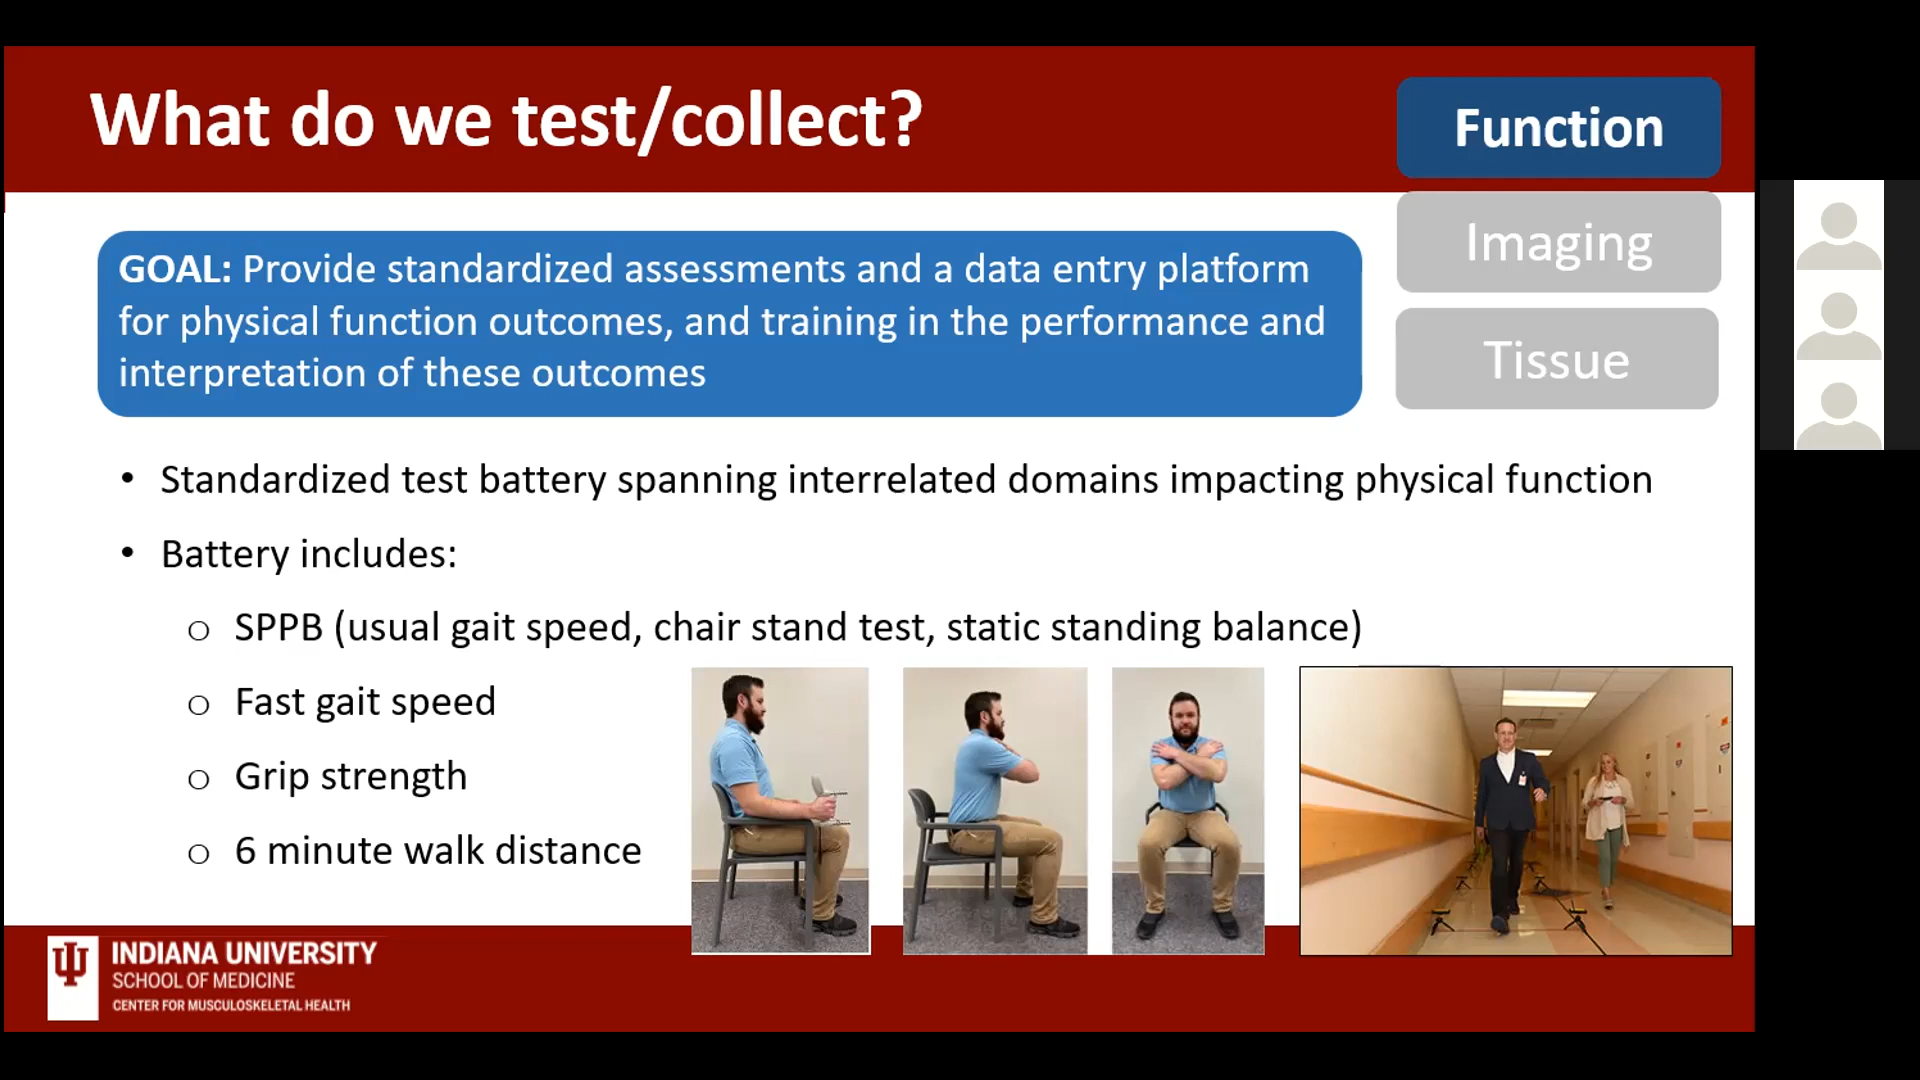 What do we test/collect?
Function
Imaging
Tissue
GOAL: Provide standardized assessments and a data entry platform
for physical function outcomes, and training in the performance and
interpretation of these outcomes
• Standardized test battery spanning interrelated domains impacting physical function
• Battery includes:
o SPPB (usual gait speed, chair stand test, static standing balance)
o Fast gait speed
o Grip strength
o 6 minute walk distance
INDIANA UNIVERSITY
SCHOOL OF MEDICINE
CENTER FOR MUSCULOSKELETAL HEALTH